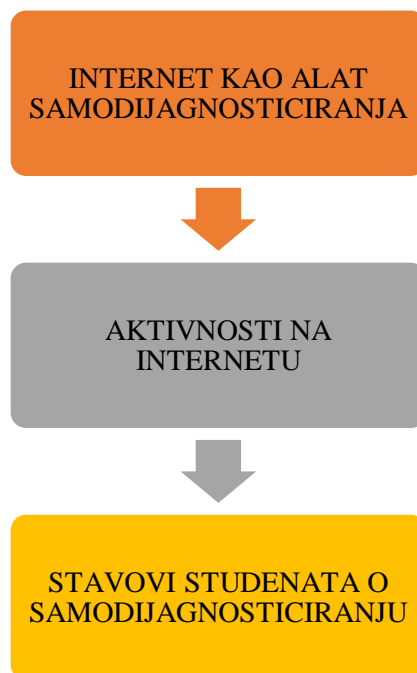 INTERNET KAO ALAT
SAMODIJAGNOSTICIRANJA
AKTIVNOSTI NA
INTERNETU
STAVOVI STUDENATA O
SAMODIJAGNOSTICIRANJU